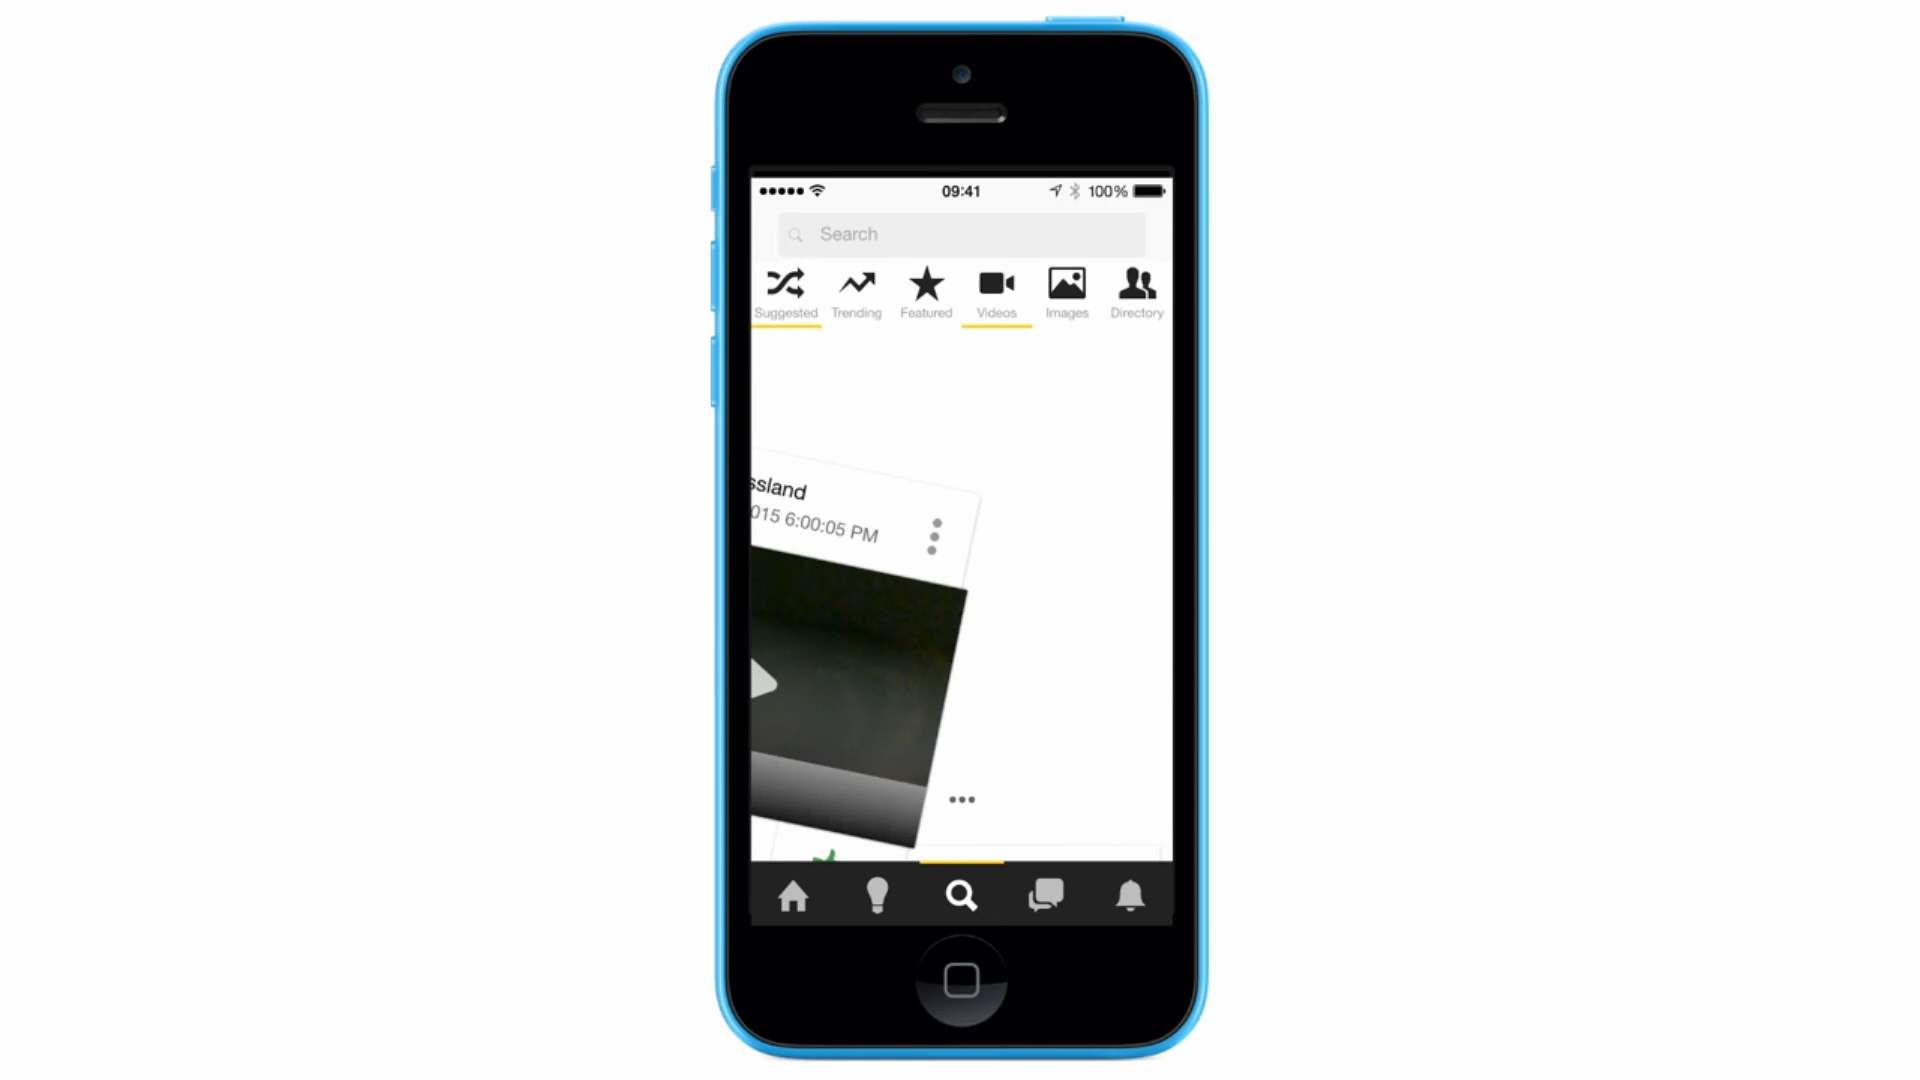 09:41 100%
Search
Suggested Trending Featured Videos Images Directory
ssland
015 6:00:05 PM